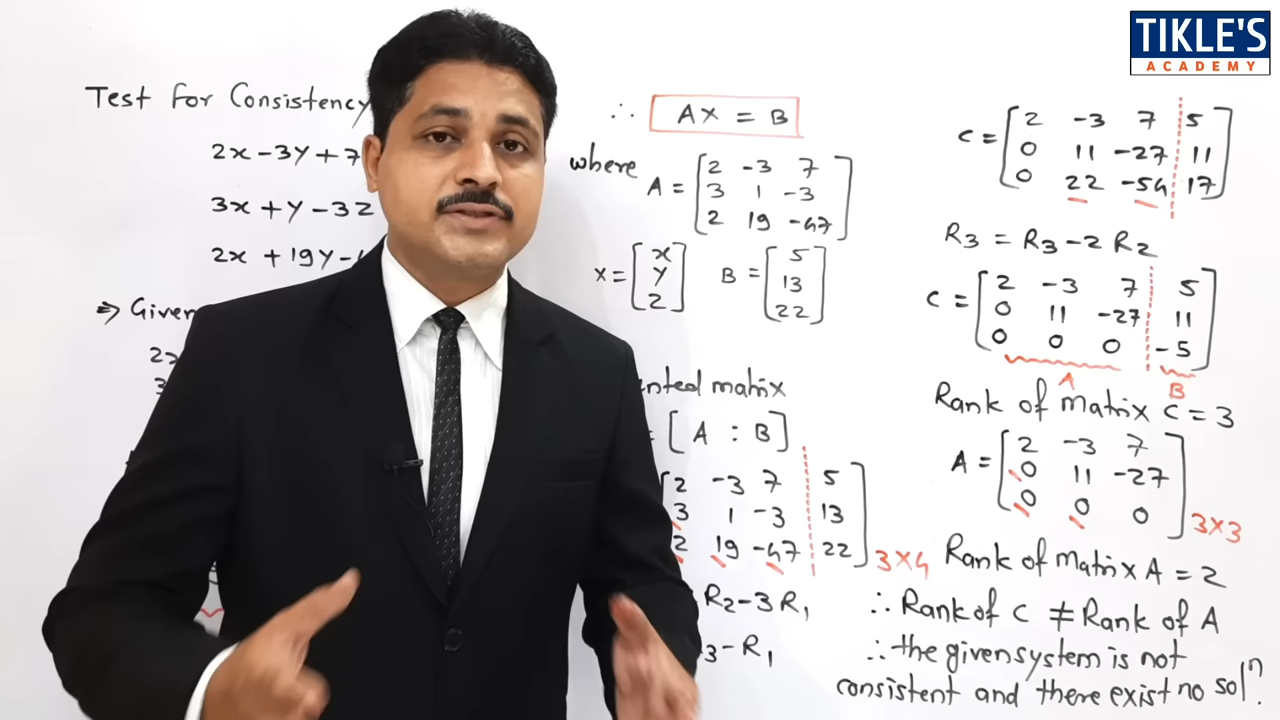 TIKLE'S
ACADEMY
Test For Consistency
2x - 3y + 7
3x + y - 3z
2x + 19y -
⇒ Given
2x
3
∴ AX = B
where
A = [2 -3 7
3 1 -3
2 19 -47]
X = [x
y
z]
B = [5
13
22]
matrix
[A : B]
[2 -3 7 ⋮ 5
3 1 -3 ⋮ 13
2 19 -47 ⋮ 22] 3×4
R2 - 3R1
3 - R1
C = [2 -3 7 ⋮ 5
0 11 -27 ⋮ 11
0 22 -54 ⋮ 17]
R3 = R3 - 2R2
C = [2 -3 7 ⋮ 5
0 11 -27 ⋮ 11
0 0 0 ⋮ -5]
A B
Rank of matrix C = 3
A = [2 -3 7
0 11 -27
0 0 0] 3×3
Rank of Matrix A = 2
∴ Rank of C ≠ Rank of A
∴ the given system is not
consistent and there exist no solⁿ.